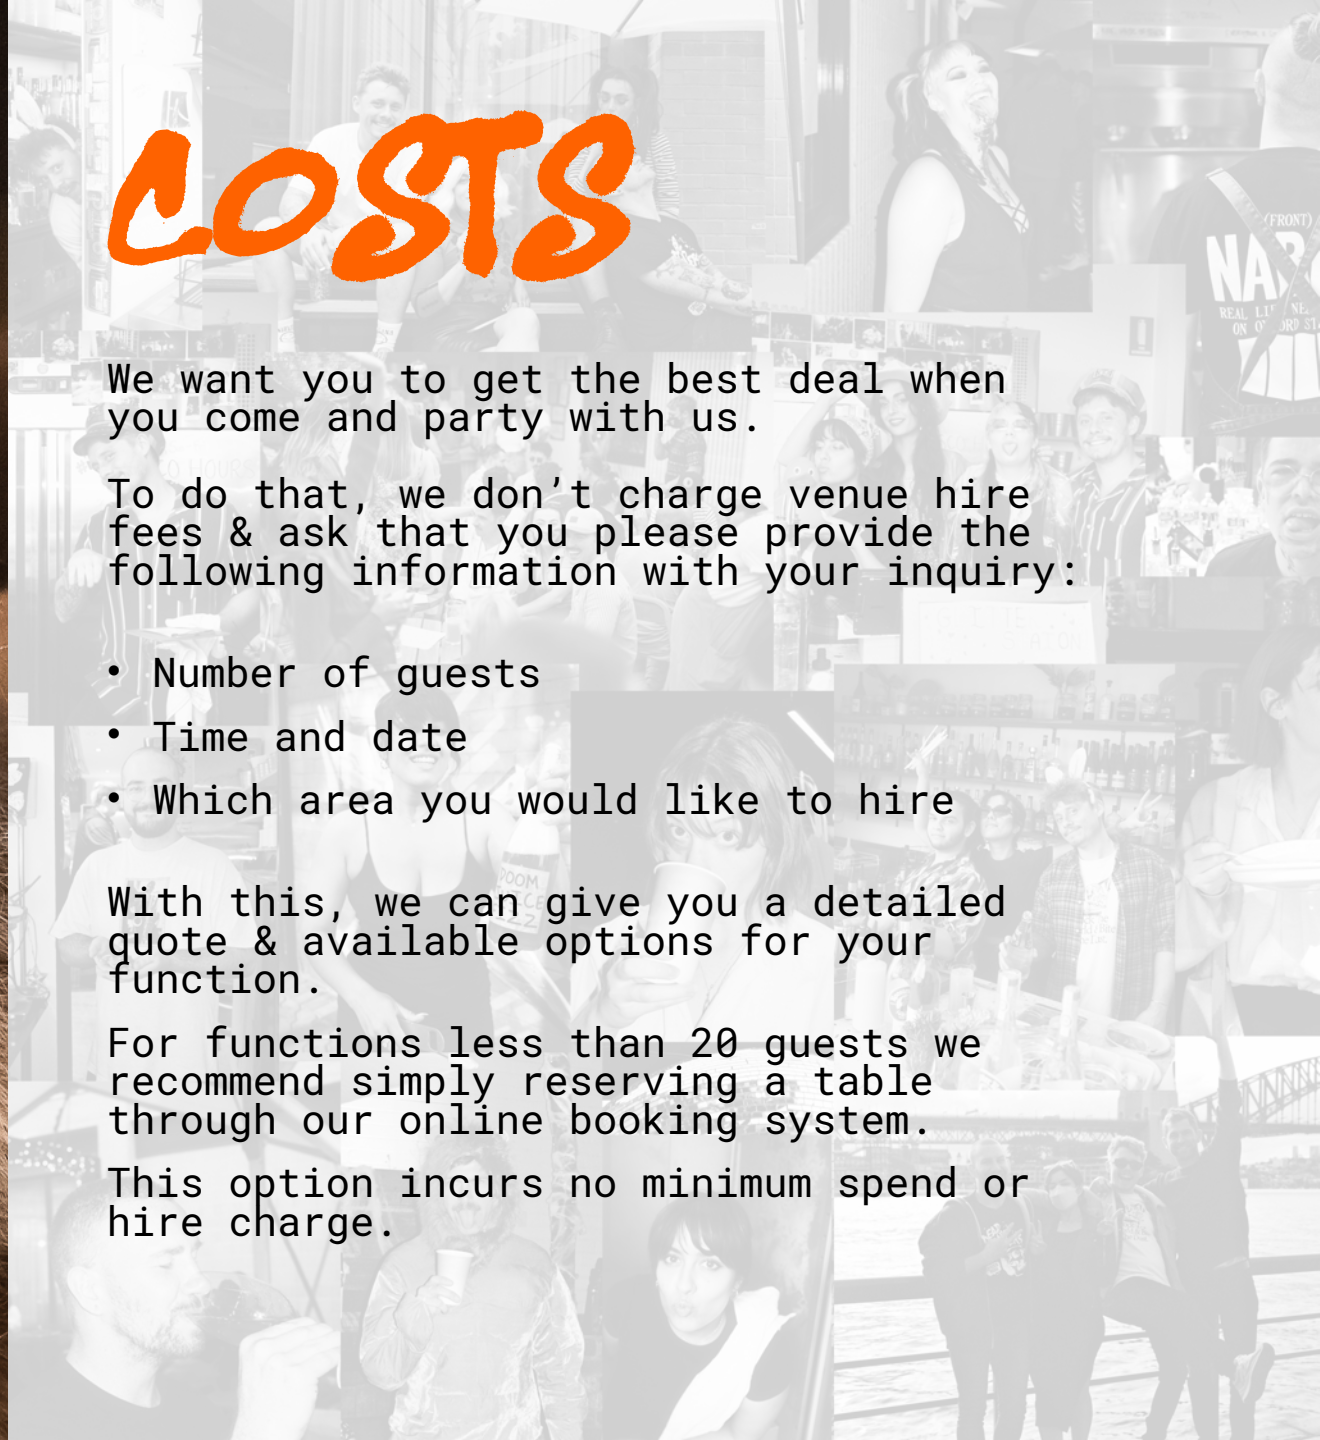 COSTS
We want you to get the best deal when
you come and party with us.
To do that, we don’t charge venue hire
fees & ask that you please provide the
following information with your inquiry:
• Number of guests
• Time and date
• Which area you would like to hire
With this, we can give you a detailed
quote & available options for your
function.
For functions less than 20 guests we
recommend simply reserving a table
through our online booking system.
This option incurs no minimum spend or
hire charge.
(FRONT)